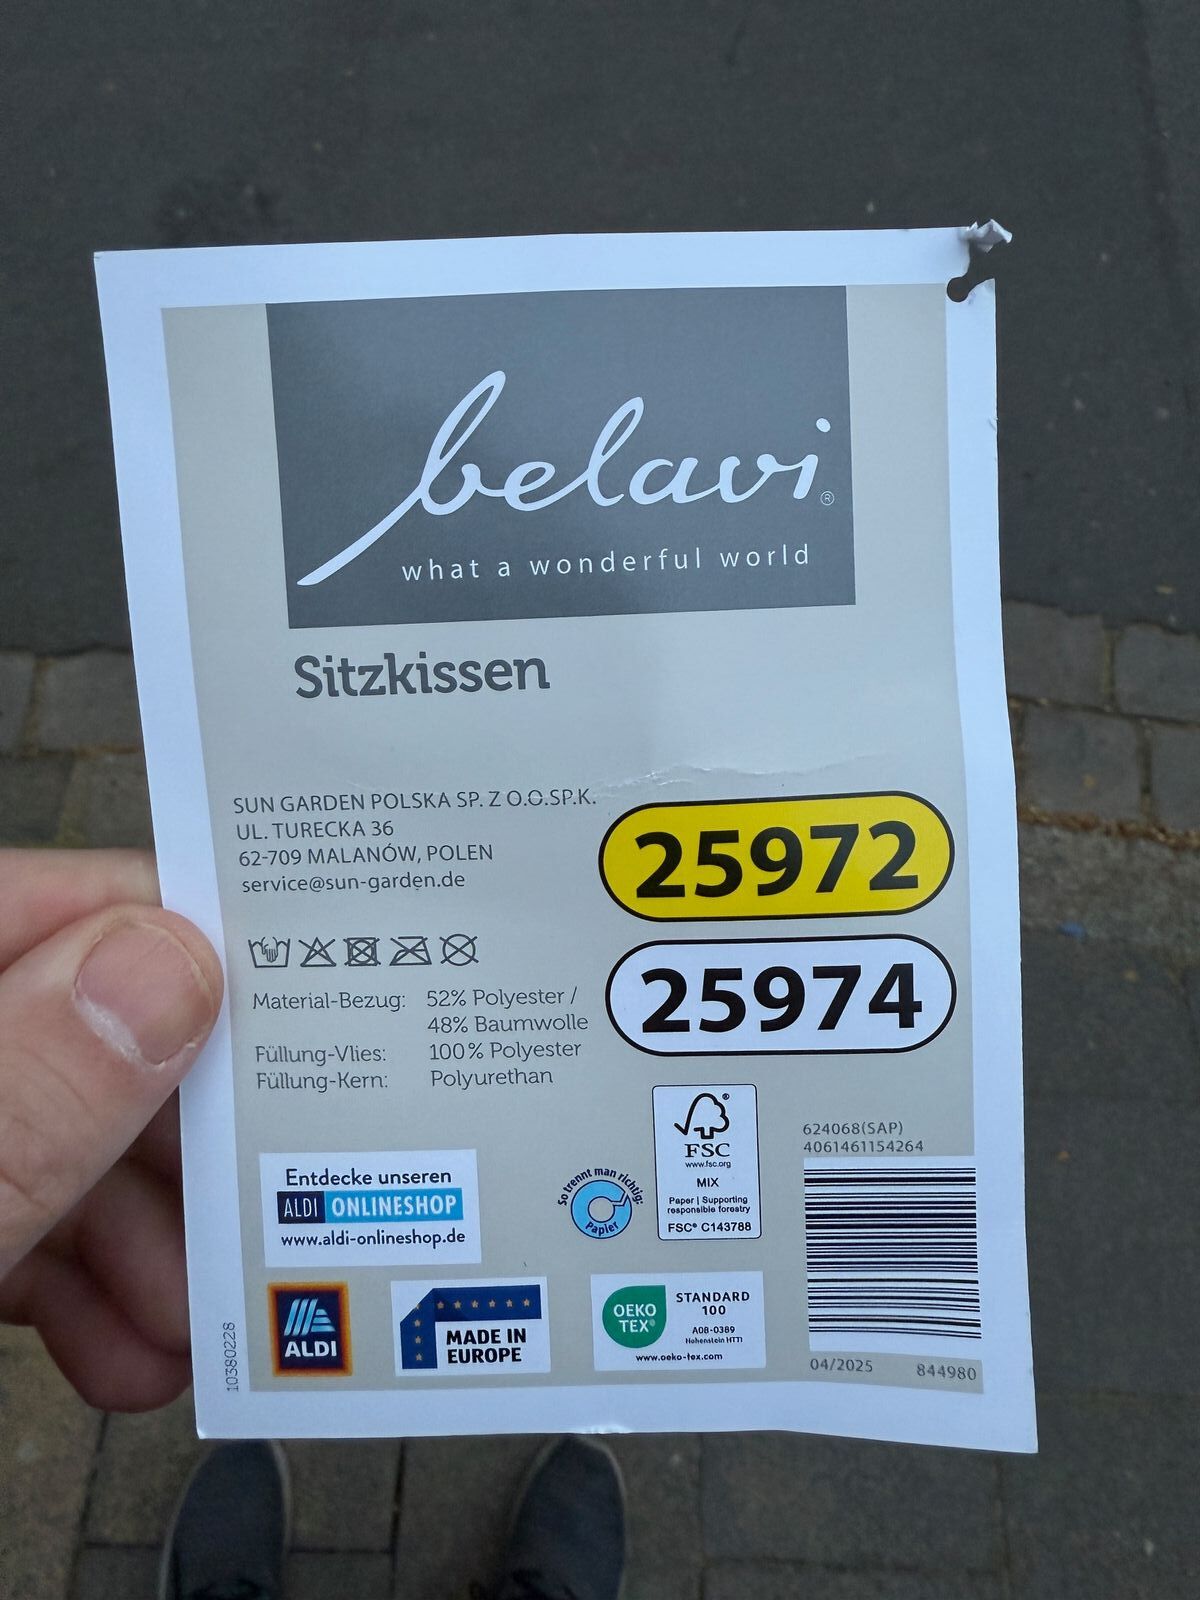 belavi®
what a wonderful world
Sitzkissen
SUN GARDEN POLSKA SP. Z O.O.SP.K.
UL. TURECKA 36
62-709 MALANÓW, POLEN
service@sun-garden.de
25972
25974
Material-Bezug: 52% Polyester /
48% Baumwolle
Füllung-Vlies: 100% Polyester
Füllung-Kern: Polyurethan
Entdecke unseren
ALDI ONLINESHOP
www.aldi-onlineshop.de
So trennt man richtig:
Papier
FSC®
www.fsc.org
MIX
Paper | Supporting
responsible forestry
FSC® C143788
624068(SAP)
4061461154264
10380228
ALDI
MADE IN
EUROPE
OEKO
TEX®
STANDARD
100
A08-0389
Hohenstein HTTI
www.oeko-tex.com
04/2025 844980